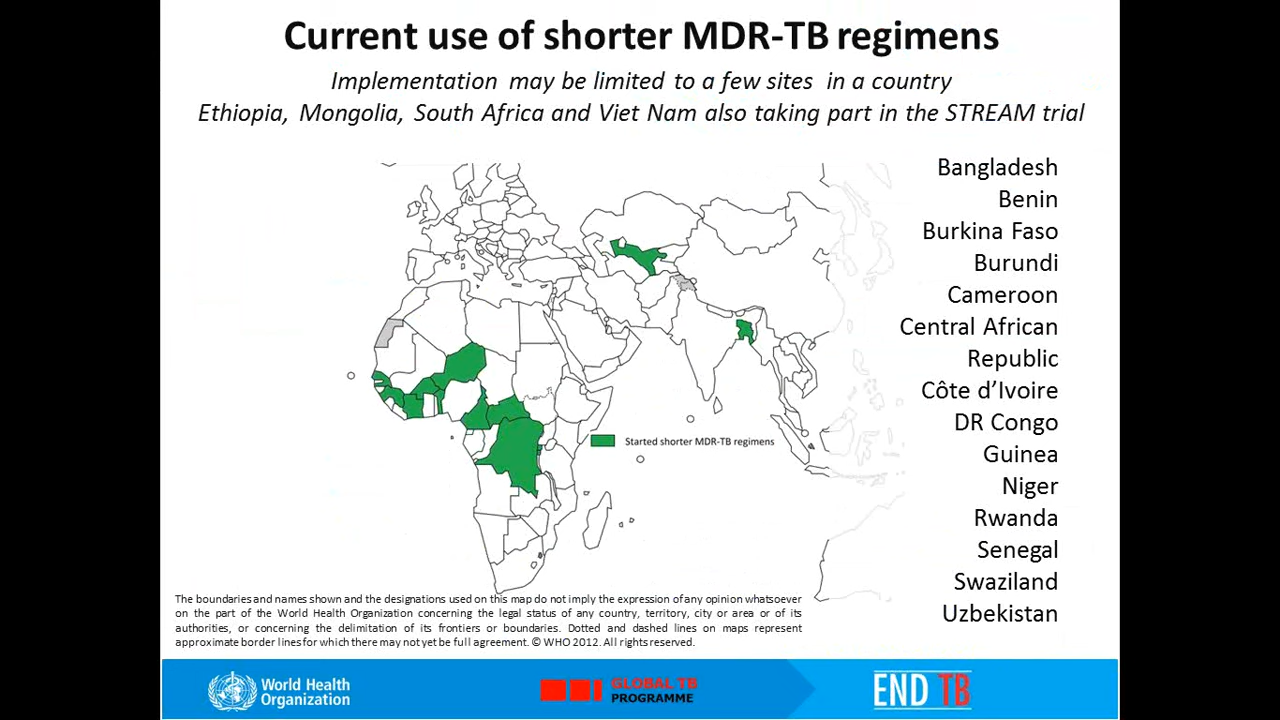 Current use of shorter MDR-TB regimens
Implementation may be limited to a few sites in a country
Ethiopia, Mongolia, South Africa and Viet Nam also taking part in the STREAM trial
Bangladesh
Benin
Burkina Faso
Burundi
Cameroon
Central African
Republic
Côte d’Ivoire
DR Congo
Guinea
Niger
Rwanda
Senegal
Swaziland
Uzbekistan
Started shorter MDR-TB regimens
The boundaries and names shown and the designations used on this map do not imply the expression of any opinion whatsoever
on the part of the World Health Organization concerning the legal status of any country, territory, city or area or of its
authorities, or concerning the delimitation of its frontiers or boundaries. Dotted and dashed lines on maps represent
approximate border lines for which there may not yet be full agreement. © WHO 2012. All rights reserved.
World Health
Organization
GLOBAL TB
PROGRAMME
END TB